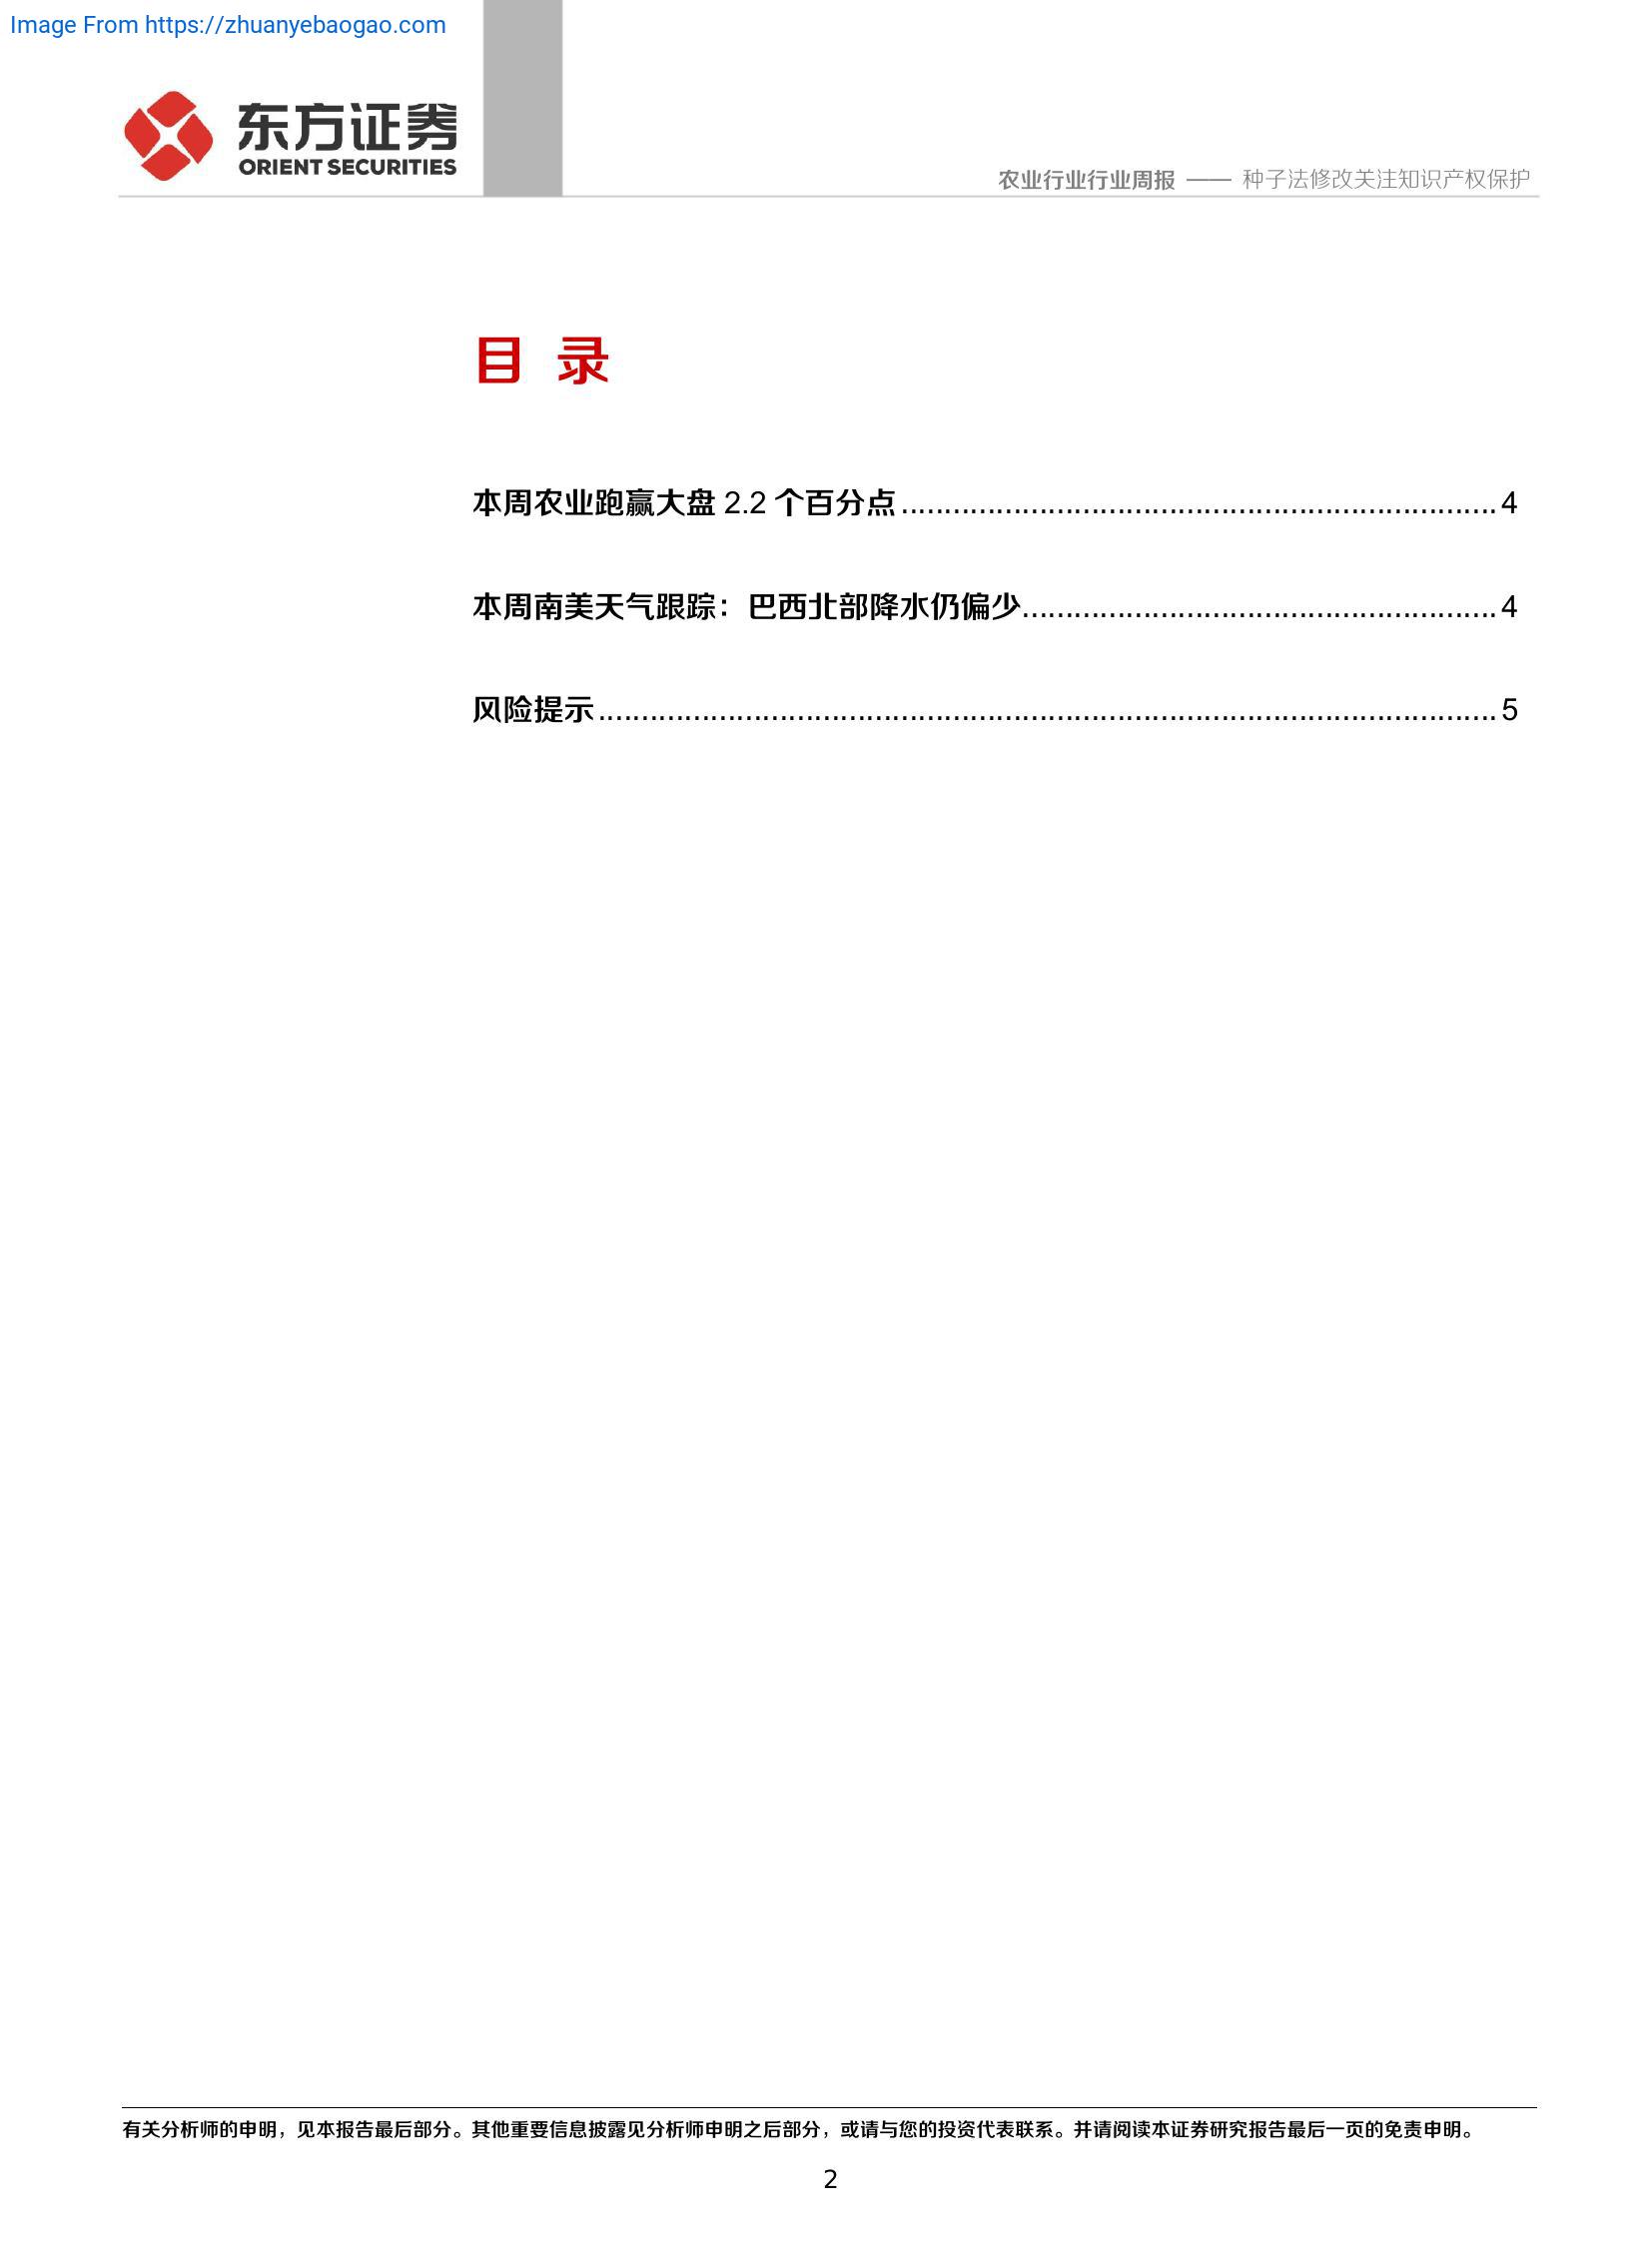 Image From https://zhuanyebaogao.com
东方证券
ORIENT SECURITIES
农业行业行业周报 —— 种子法修改关注知识产权保护
目 录
本周农业跑赢大盘 2.2 个百分点.....................................................................4
本周南美天气跟踪：巴西北部降水仍偏少.......................................................4
风险提示........................................................................................................5
有关分析师的申明，见本报告最后部分。其他重要信息披露见分析师申明之后部分，或请与您的投资代表联系。并请阅读本证券研究报告最后一页的免责申明。
2